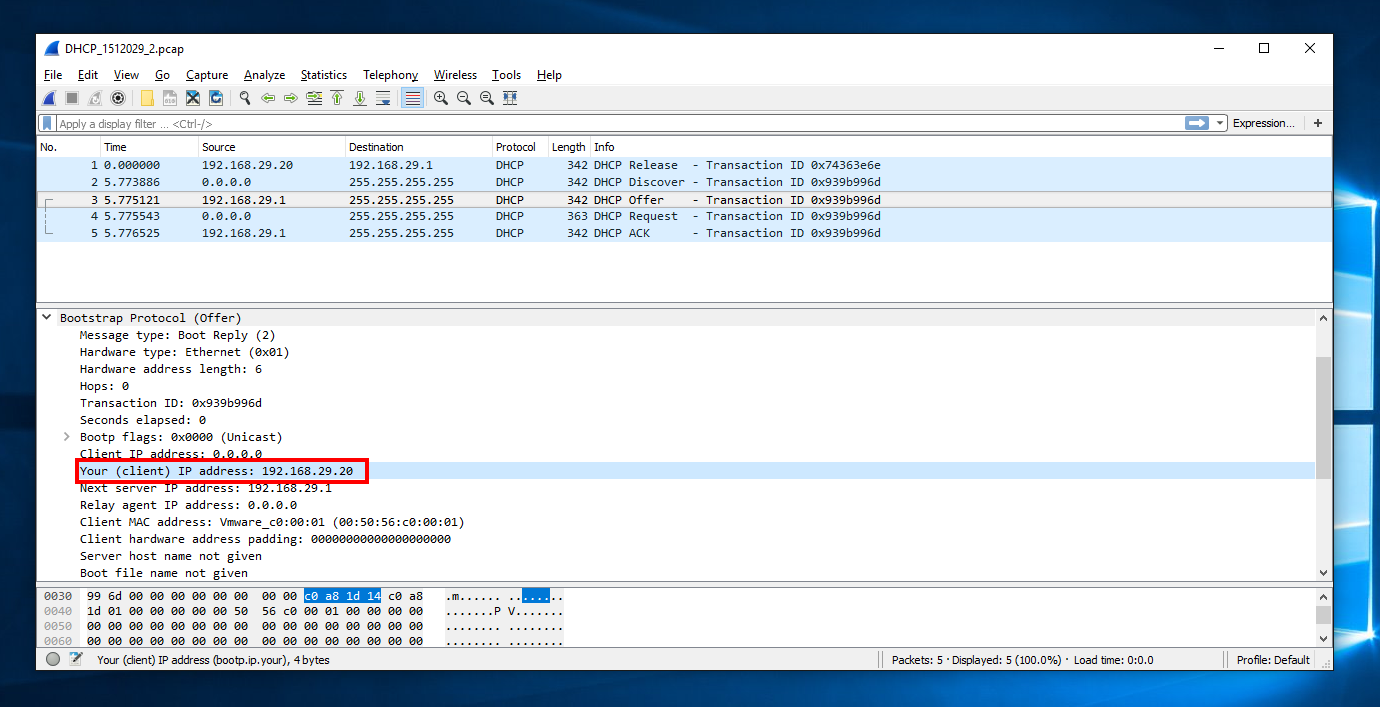 DHCP_1512029_2.pcap
File Edit View Go Capture Analyze Statistics Telephony Wireless Tools Help
Apply a display filter ... <Ctrl-/> Expression... +
No. Time Source Destination Protocol Length Info
1 0.000000 192.168.29.20 192.168.29.1 DHCP 342 DHCP Release - Transaction ID 0x74363e6e
2 5.773886 0.0.0.0 255.255.255.255 DHCP 342 DHCP Discover - Transaction ID 0x939b996d
3 5.775121 192.168.29.1 255.255.255.255 DHCP 342 DHCP Offer - Transaction ID 0x939b996d
4 5.775543 0.0.0.0 255.255.255.255 DHCP 363 DHCP Request - Transaction ID 0x939b996d
5 5.776525 192.168.29.1 255.255.255.255 DHCP 342 DHCP ACK - Transaction ID 0x939b996d
Bootstrap Protocol (Offer)
Message type: Boot Reply (2)
Hardware type: Ethernet (0x01)
Hardware address length: 6
Hops: 0
Transaction ID: 0x939b996d
Seconds elapsed: 0
Bootp flags: 0x0000 (Unicast)
Client IP address: 0.0.0.0
Your (client) IP address: 192.168.29.20
Next server IP address: 192.168.29.1
Relay agent IP address: 0.0.0.0
Client MAC address: Vmware_c0:00:01 (00:50:56:c0:00:01)
Client hardware address padding: 00000000000000000000
Server host name not given
Boot file name not given
0030 99 6d 00 00 00 00 00 00 00 00 c0 a8 1d 14 c0 a8 .m...... ........
0040 1d 01 00 00 00 00 00 50 56 c0 00 01 00 00 00 00 .......P V.......
0050 00 00 00 00 00 00 00 00 00 00 00 00 00 00 00 00 ........ ........
0060 00 00 00 00 00 00 00 00 00 00 00 00 00 00 00 00 ........ ........
Your (client) IP address (bootp.ip.your), 4 bytes Packets: 5 · Displayed: 5 (100.0%) · Load time: 0:0.0 Profile: Default